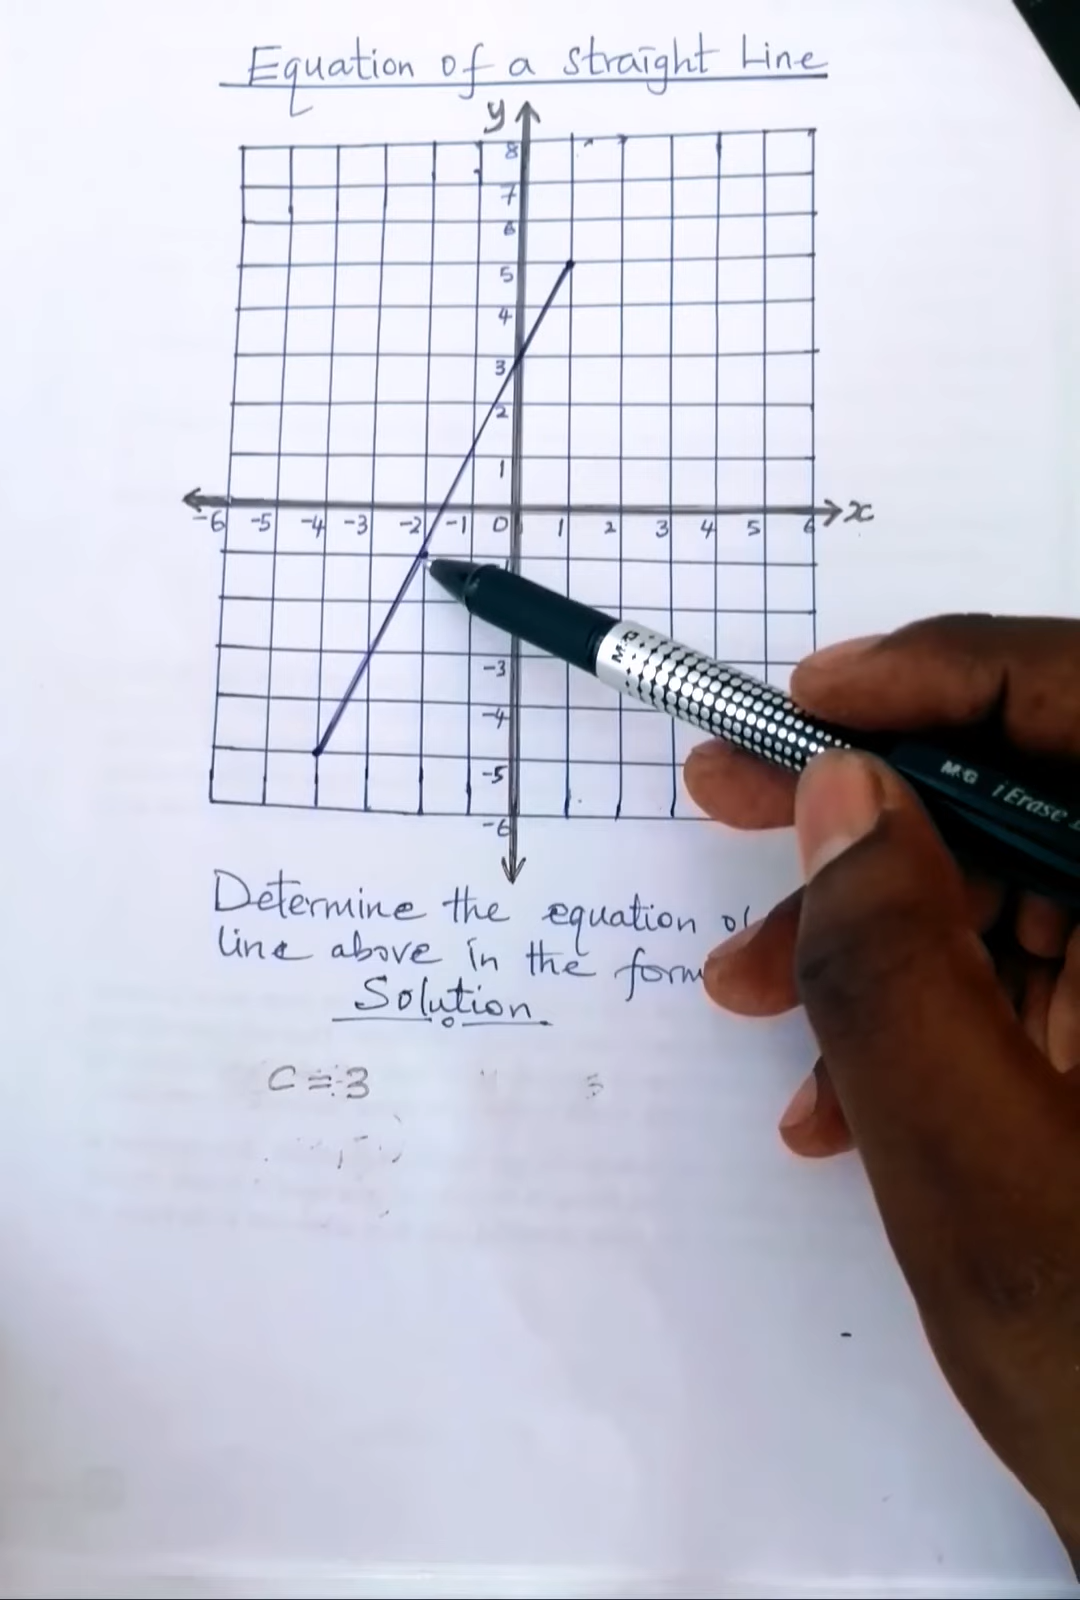 Equation of a straight Line
y
8
7
6
5
4
3
2
1
-6 -5 -4 -3 -2 -1 0 1 2 3 4 5 6 x
-3
-4
-5
-6
M&G
M&G iErase
Determine the equation
line above in the form
Solution
C = 3